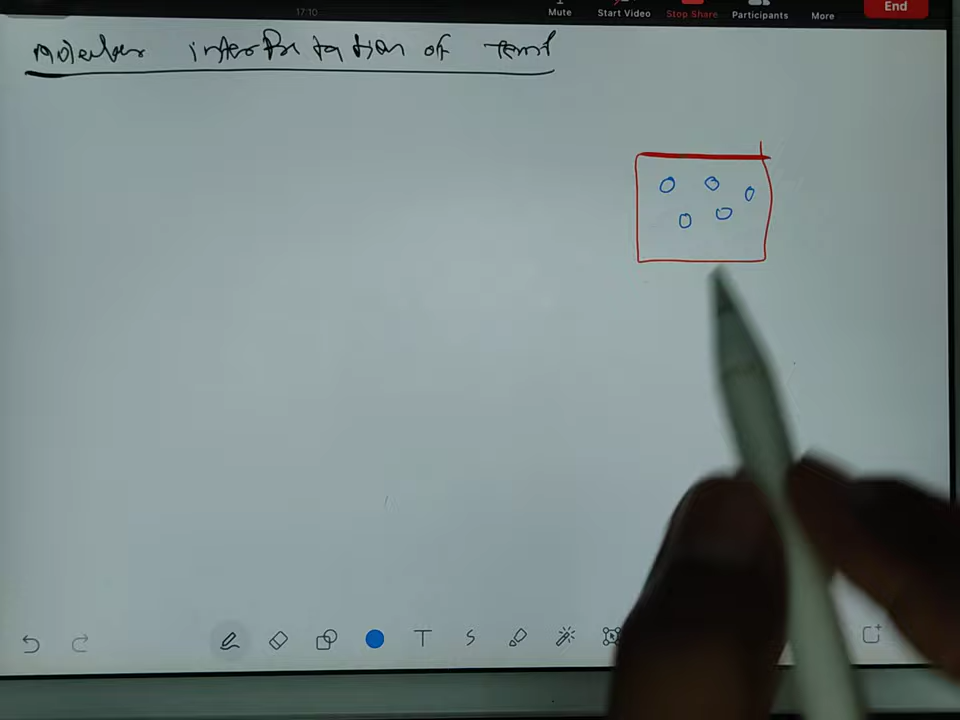 17:10
Mute Start Video Stop Share Participants More End
molecular interpretation of temp
T